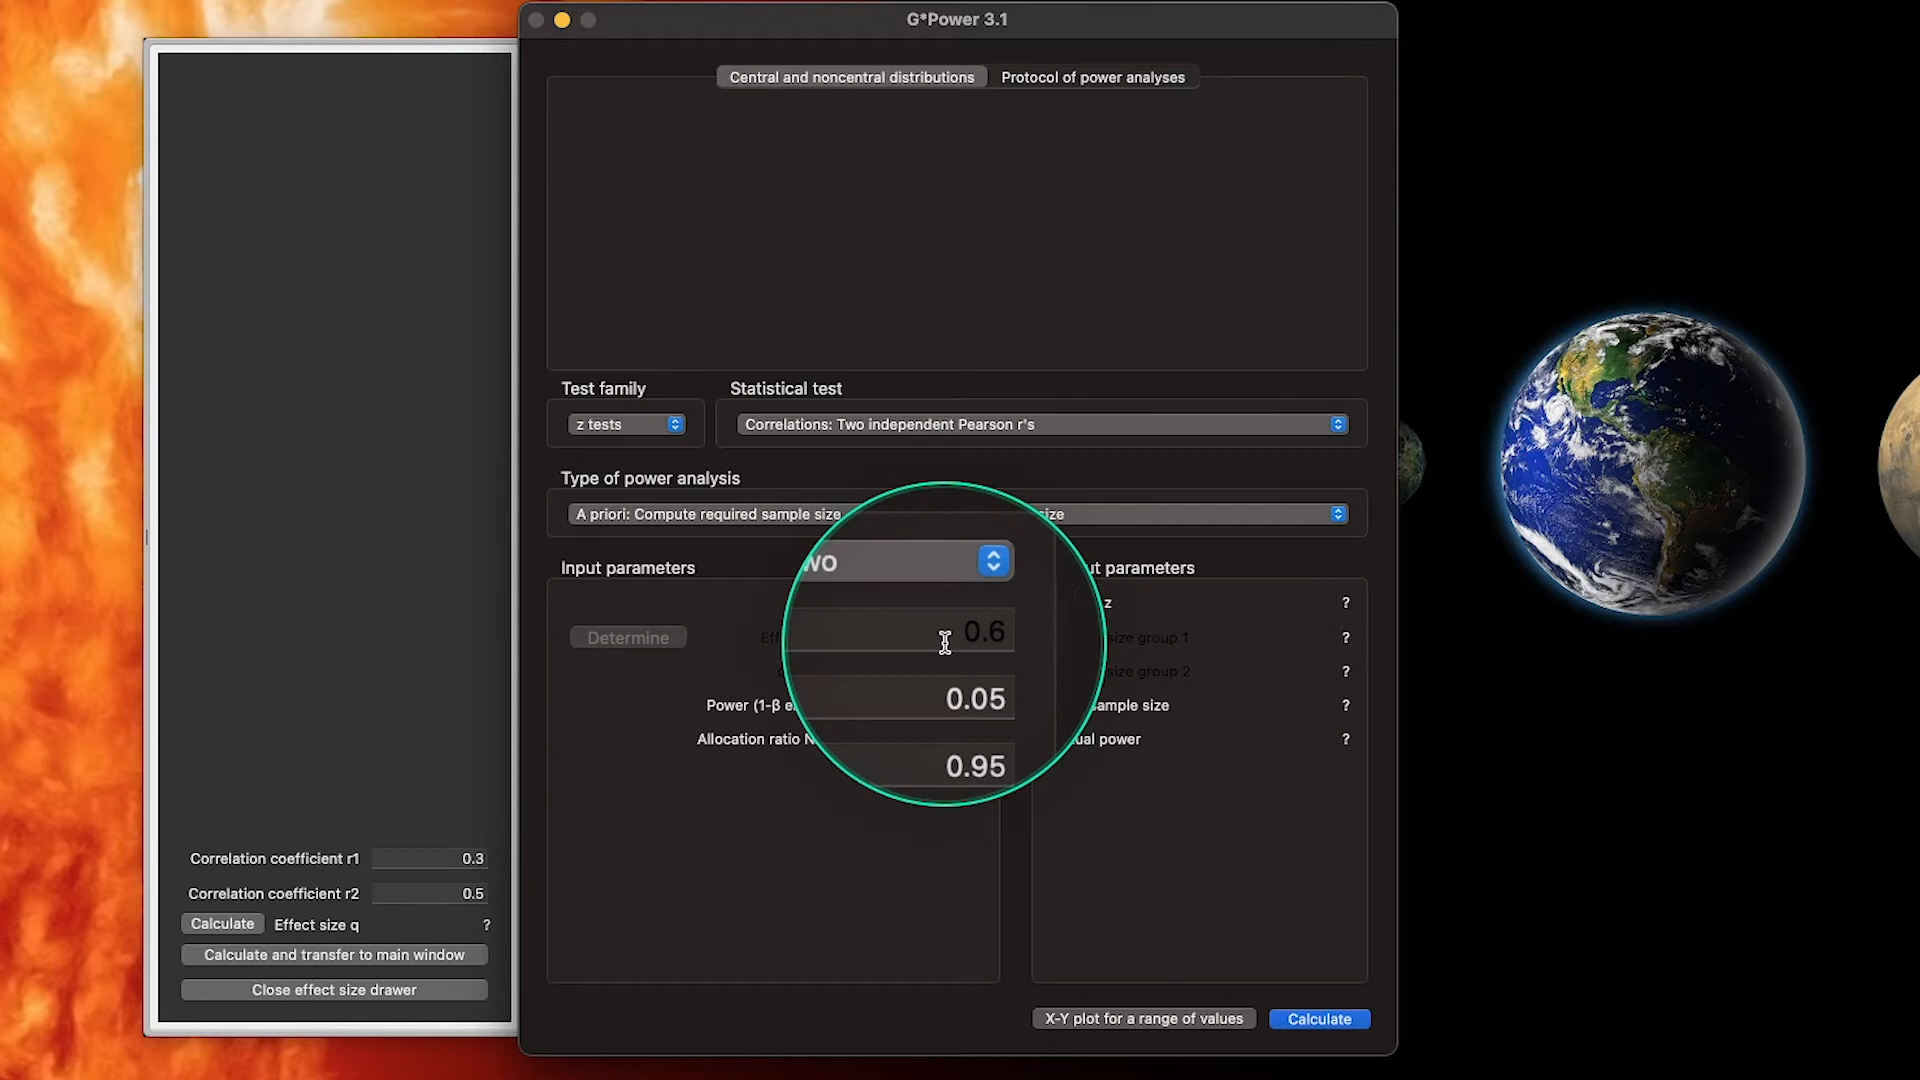 G*Power 3.1
Central and noncentral distributions
Protocol of power analyses
Test family
Statistical test
z tests
Correlations: Two independent Pearson r's
Type of power analysis
A priori: Compute required sample size
size
Input parameters
ut parameters
wo
z
?
Determine
Eff
0.6
size group 1
?
size group 2
?
Power (1-β e
0.05
sample size
?
Allocation ratio N
0.95
ual power
?
Correlation coefficient r1
0.3
Correlation coefficient r2
0.5
Calculate
Effect size q
?
Calculate and transfer to main window
Close effect size drawer
X-Y plot for a range of values
Calculate